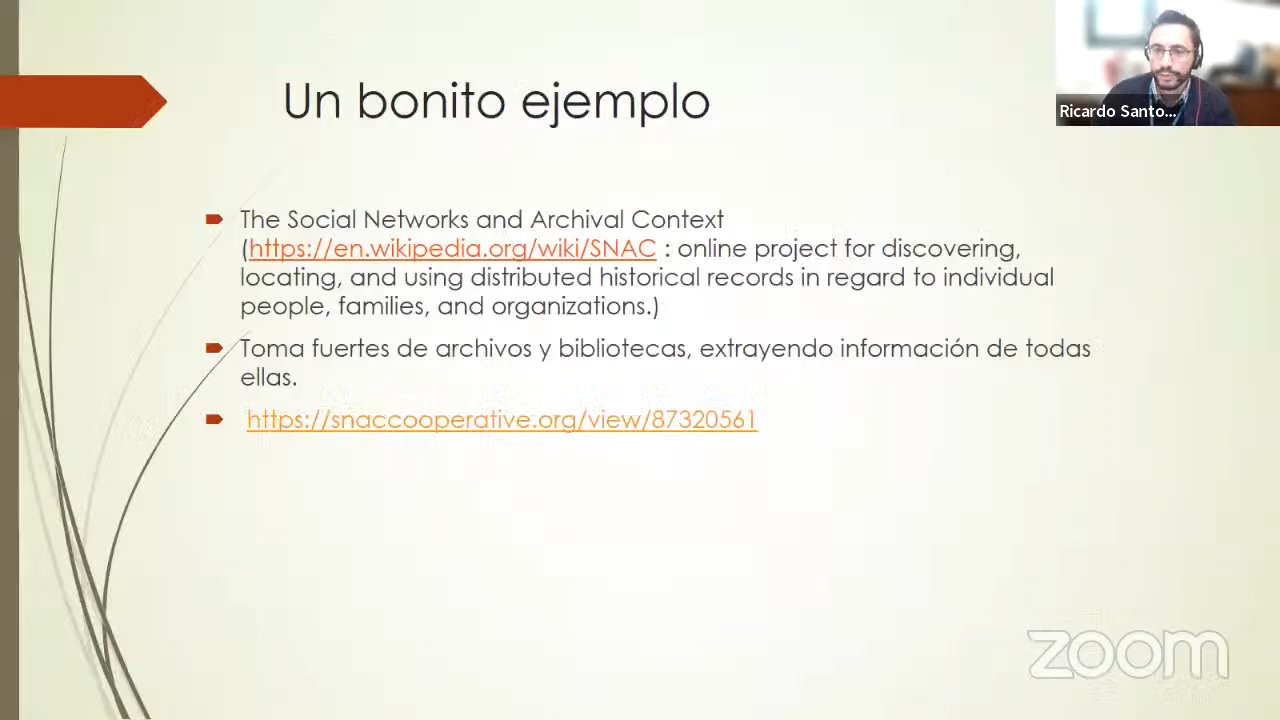 Un bonito ejemplo
Ricardo Santo...
The Social Networks and Archival Context
(https://en.wikipedia.org/wiki/SNAC : online project for discovering,
locating, and using distributed historical records in regard to individual
people, families, and organizations.)
Toma fuertes de archivos y bibliotecas, extrayendo información de todas
ellas.
https://snaccooperative.org/view/87320561
zoom